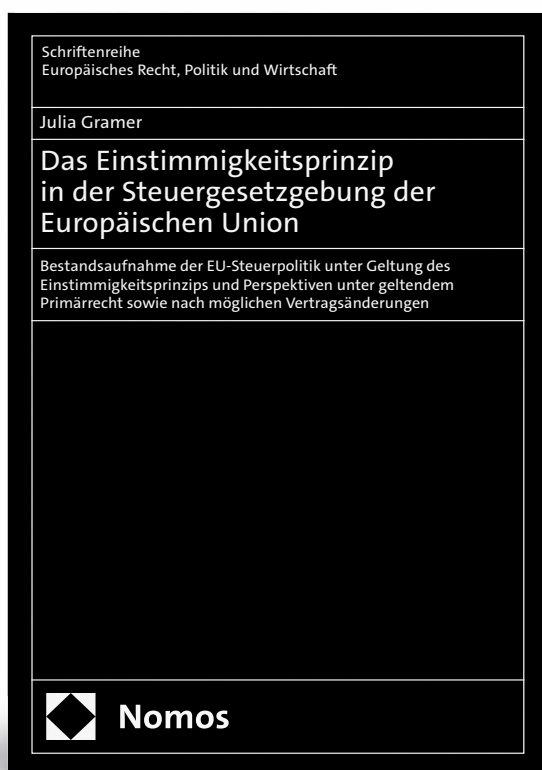 Schriftenreihe
Europäisches Recht, Politik und Wirtschaft
Julia Gramer
Das Einstimmigkeitsprinzip
in der Steuergesetzgebung der
Europäischen Union
Bestandsaufnahme der EU-Steuerpolitik unter Geltung des
Einstimmigkeitsprinzips und Perspektiven unter geltendem
Primärrecht sowie nach möglichen Vertragsänderungen
Nomos